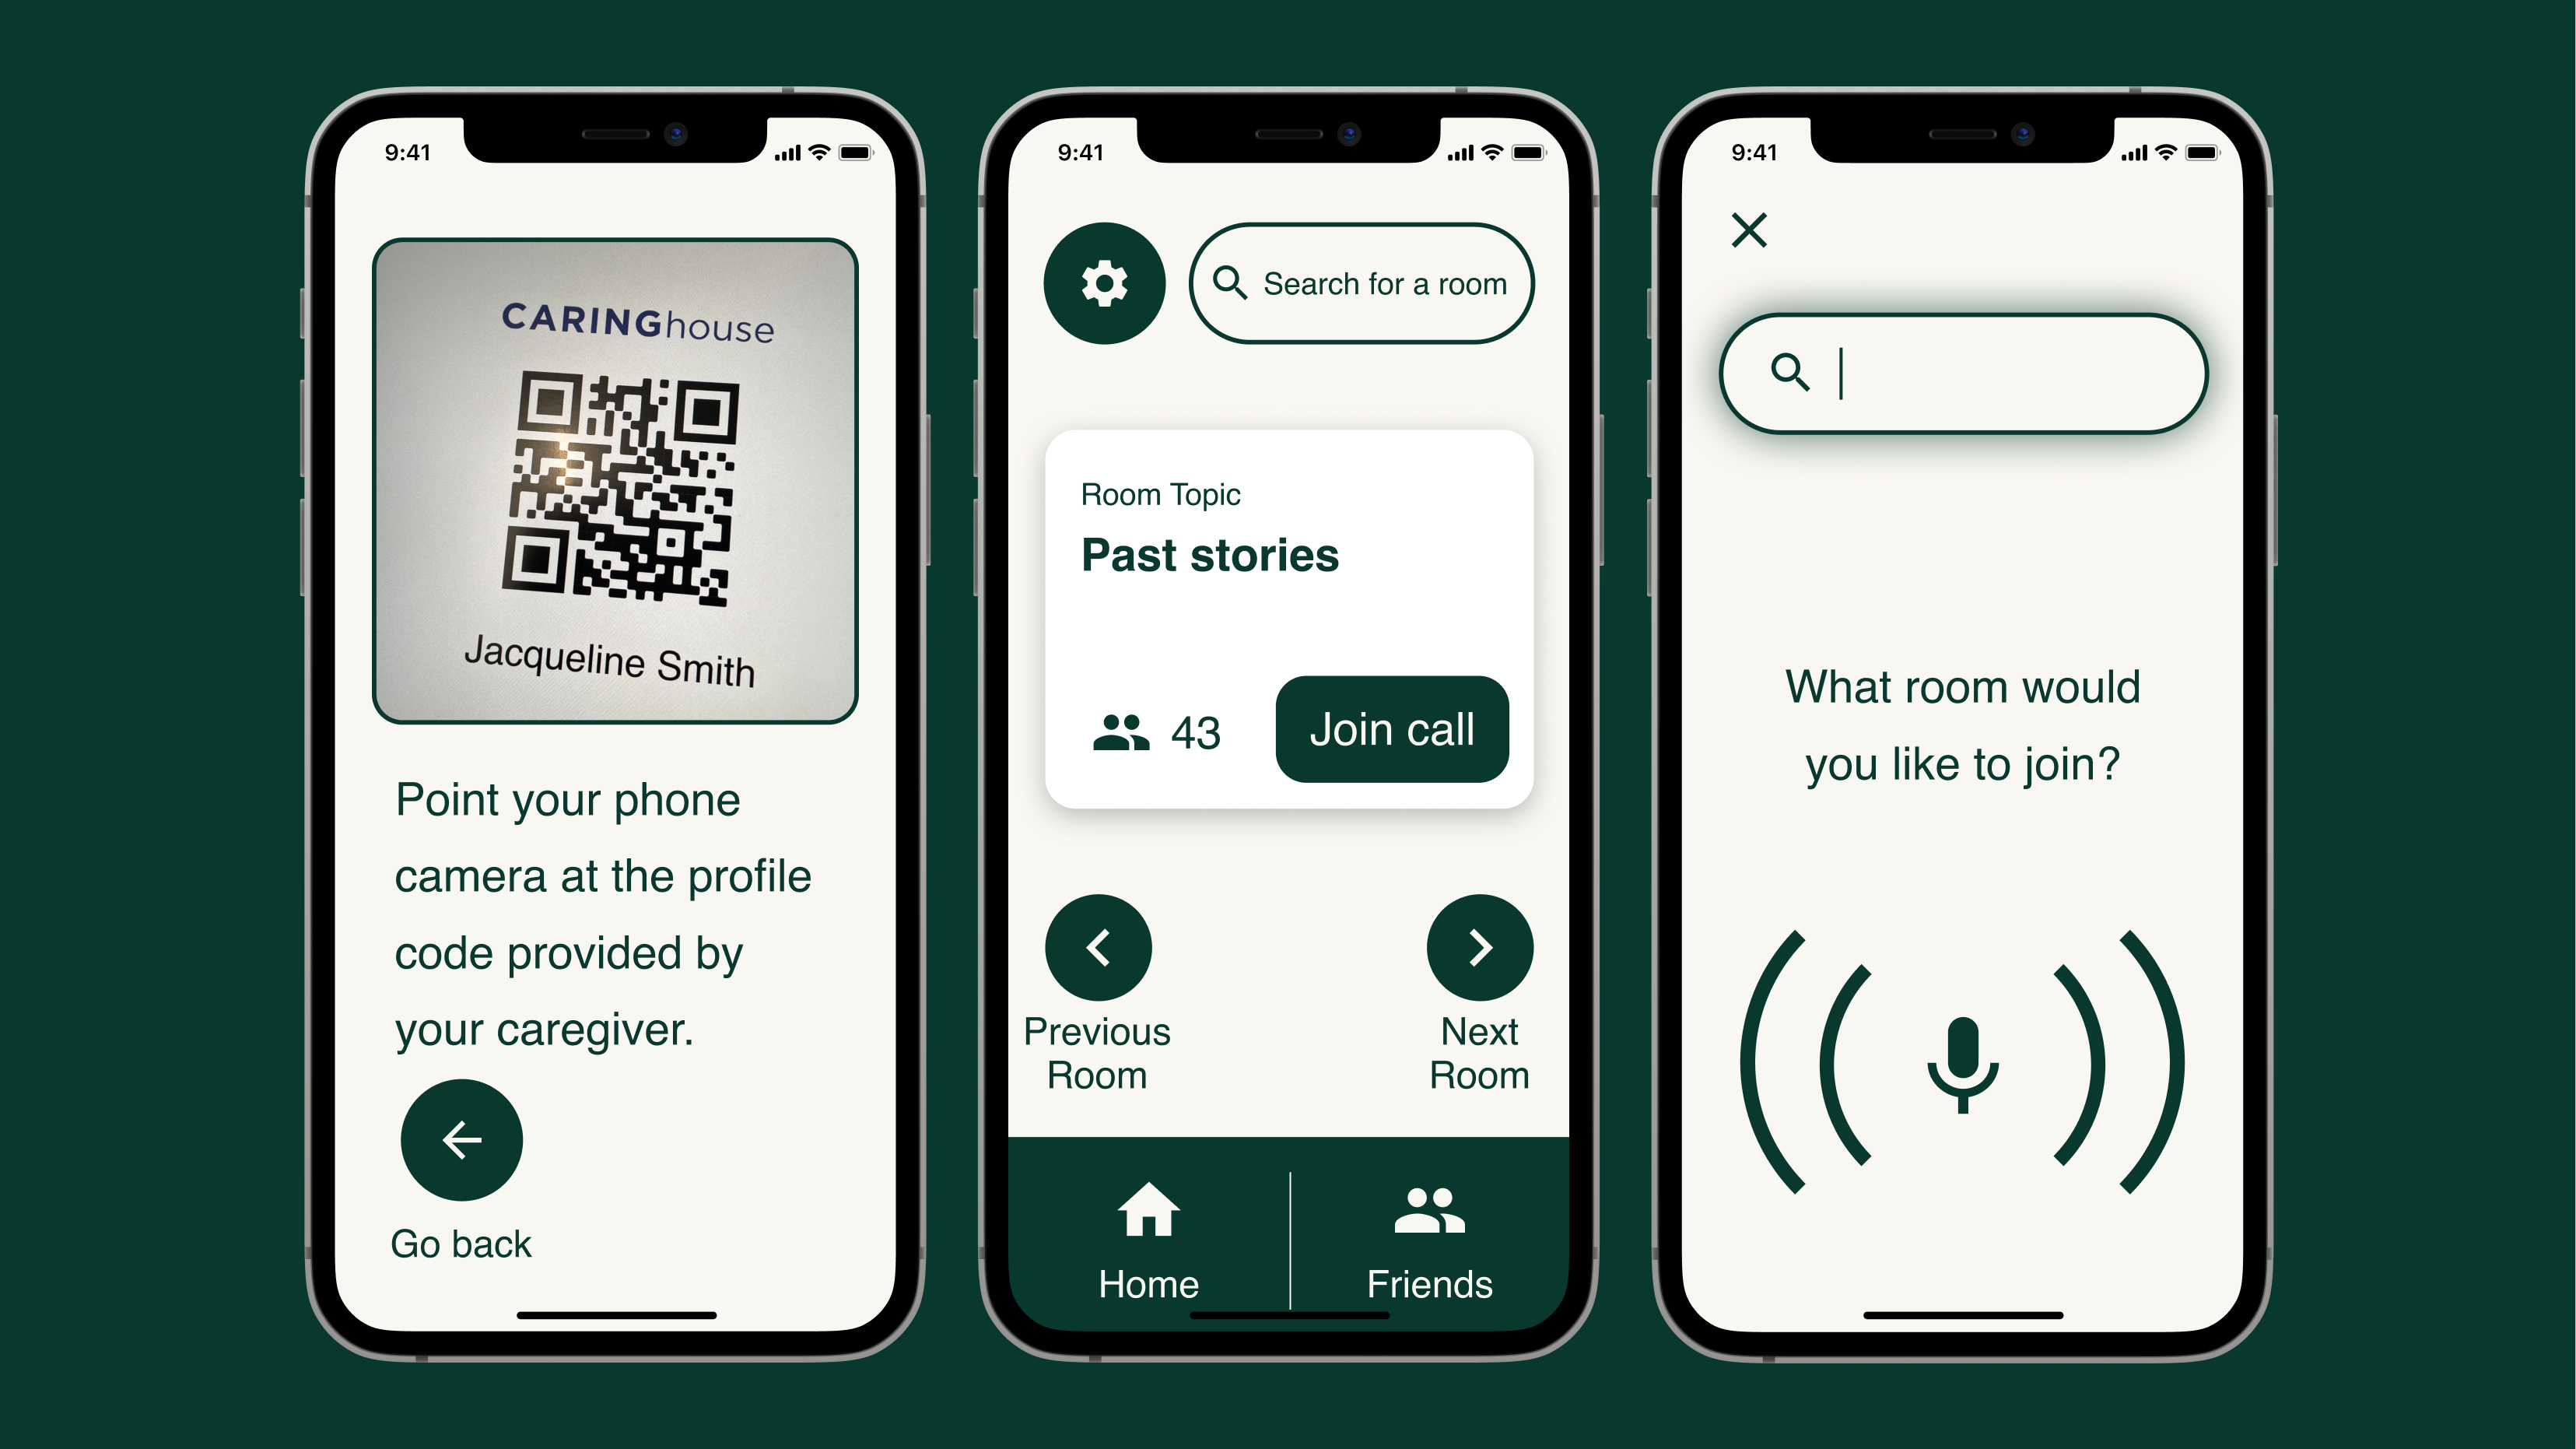 9:41
CARINGhouse
Jacqueline Smith
Point your phone
camera at the profile
code provided by
your caregiver.
Go back
9:41
Search for a room
Room Topic
Past stories
43
Join call
Previous
Room
Next
Room
Home
Friends
9:41
What room would
you like to join?